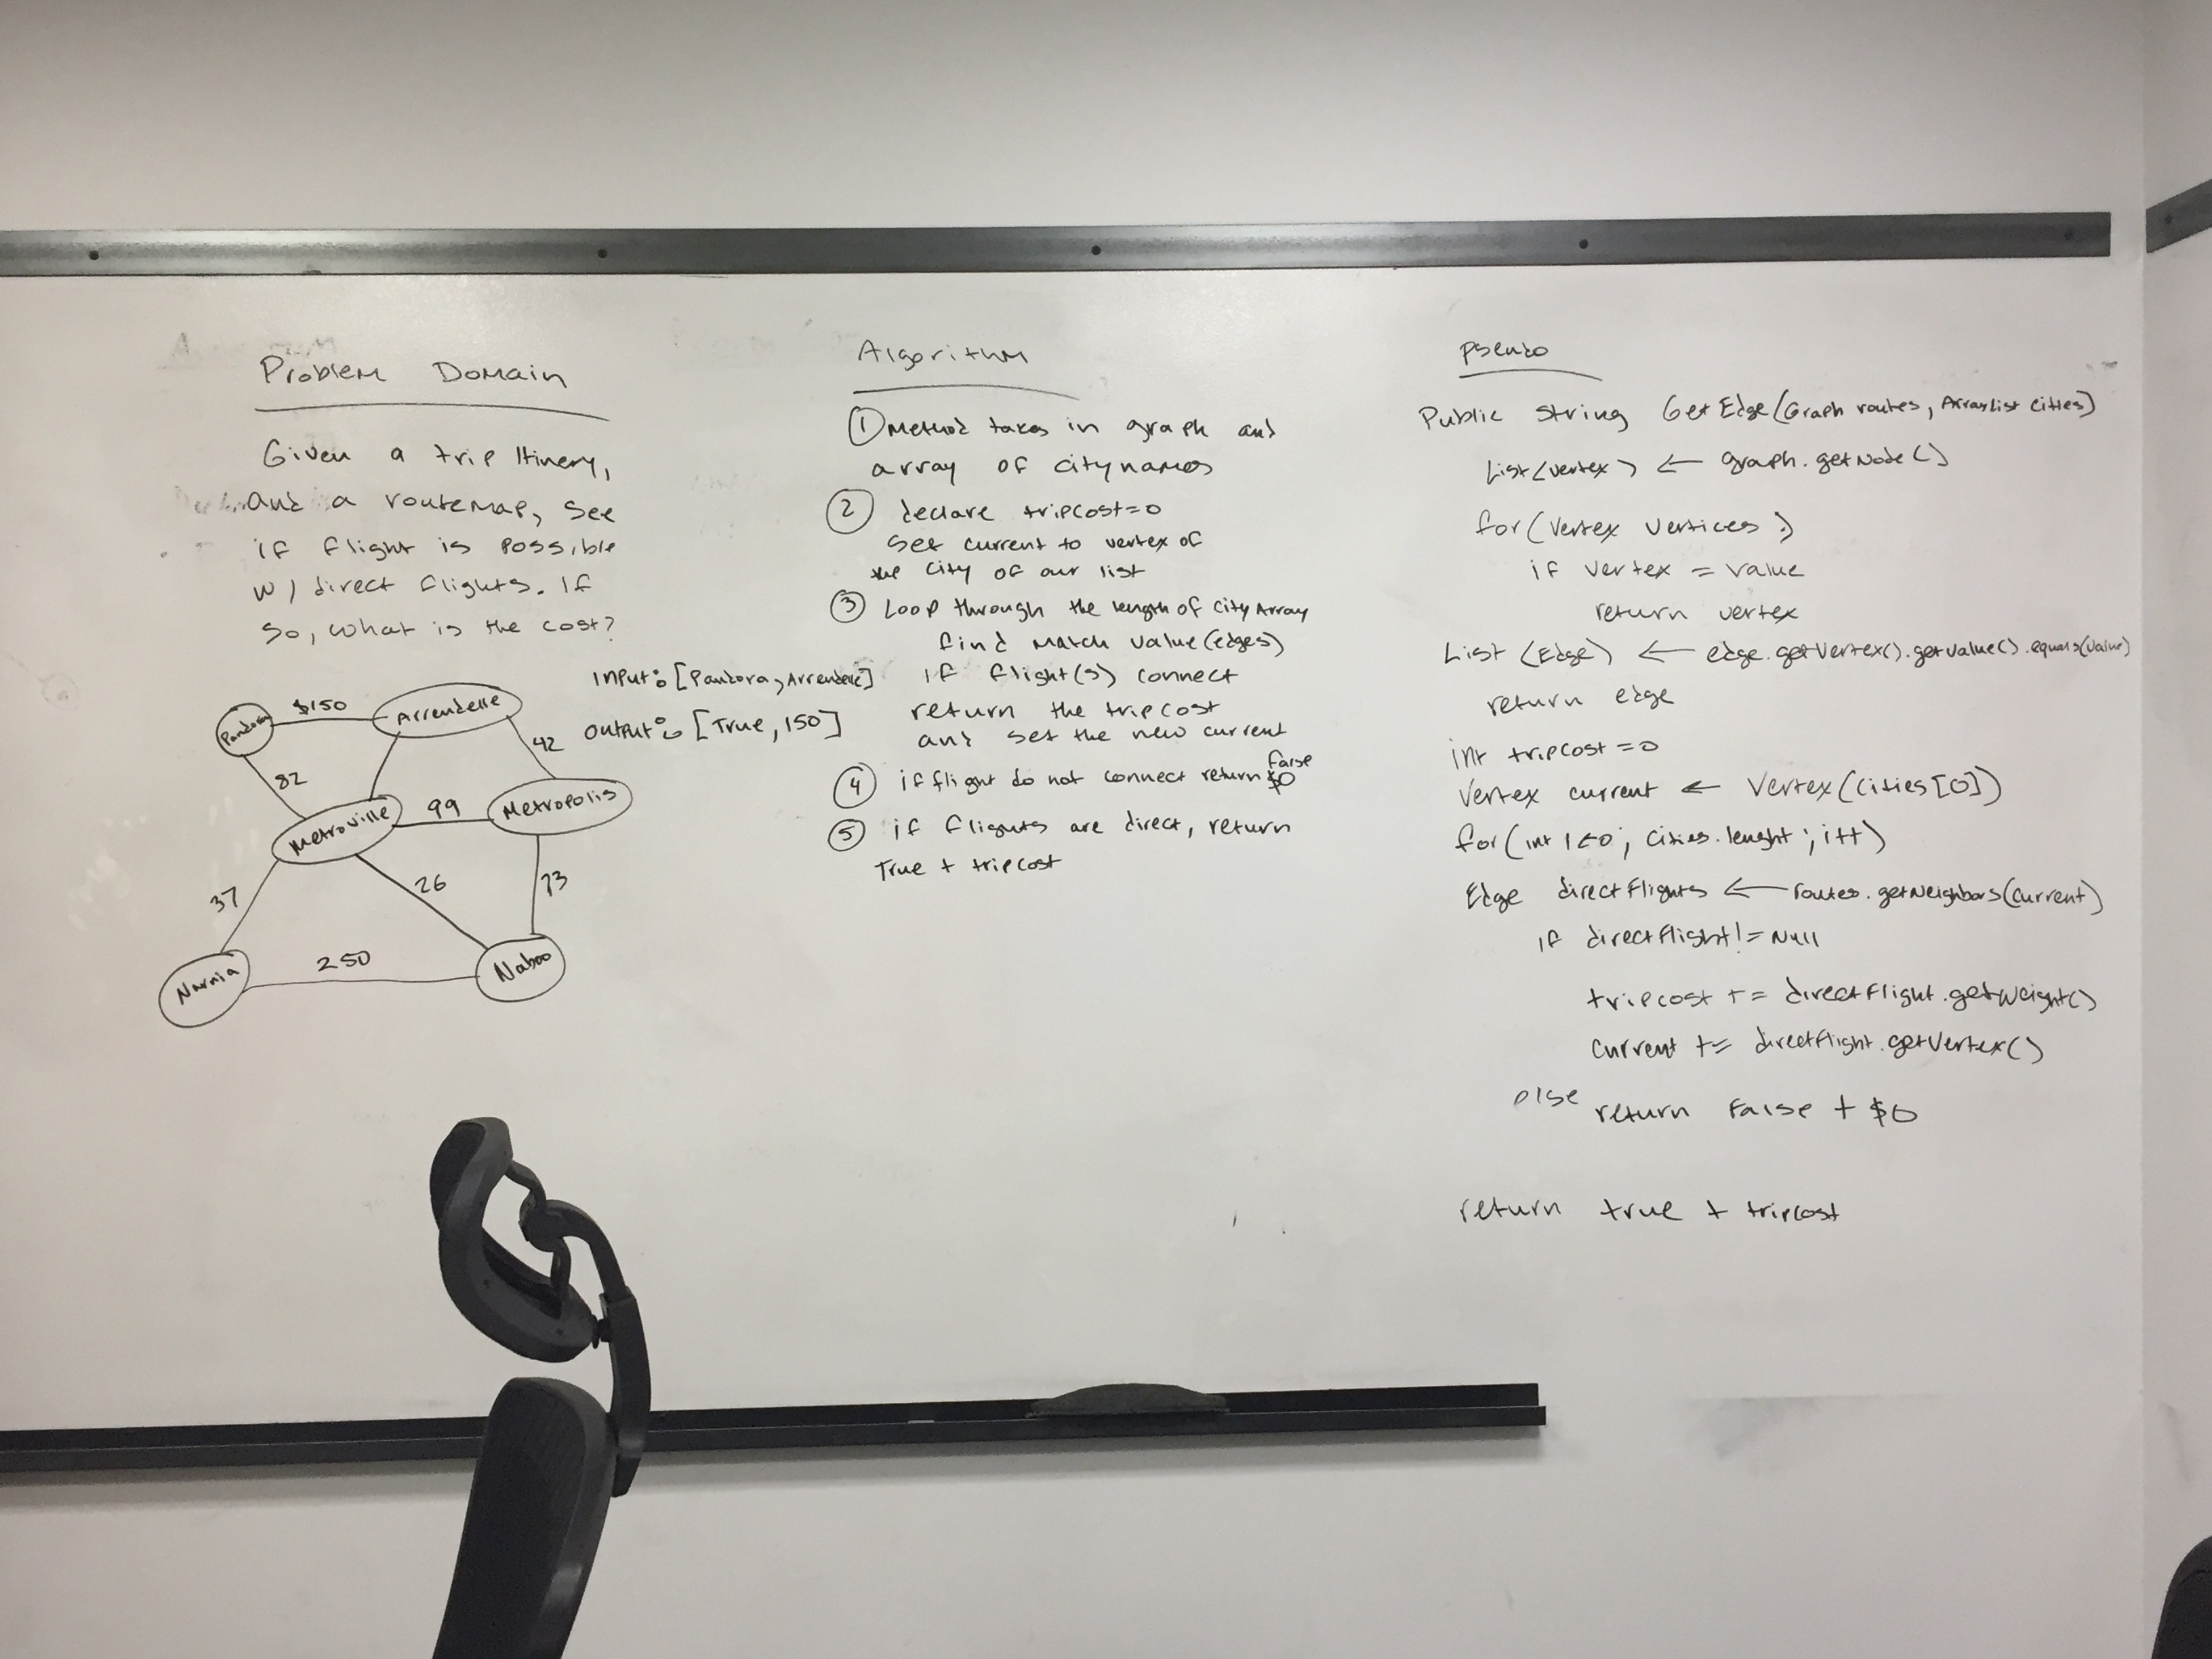 Problem Domain
Given a trip Itinery,
and a routemap, see
if flight is possible
w/ direct flights. If
so, what is the cost?
Input: [Pandora, Arrendelle]
Output: [True, 150]
Pandora
$150
Arrendelle
42
82
Metroville
99
Metropolis
37
26
73
Narnia
250
Naboo
Algorithm
① Method takes in graph and
array of city names
② declare tripcost=0
set current to vertex of
the city of our list
③ Loop through the length of city Array
find match value(edges)
if flight(s) connect
return the tripcost
and set the new current
④ if flight do not connect return false
$0
⑤ if flights are direct, return
True + tripcost
pseudo
Public string GetEdge(Graph routes, ArrayList cities)
List<vertex> ← graph.getNode()
for(vertex vertices:)
if vertex = value
return vertex
List <Edge> ← edge.getVertex().getvalue().equals(value)
return edge
int tripcost =0
Vertex current ← Vertex(cities[0])
for(int i<0; cities.lenght; i++)
Edge directflights ← routes.getNeighbors(current)
if directflight!=Null
tripcost += directflight.getWeight()
current += directflight.getVertex()
else
return False + $0
return true + tripcost